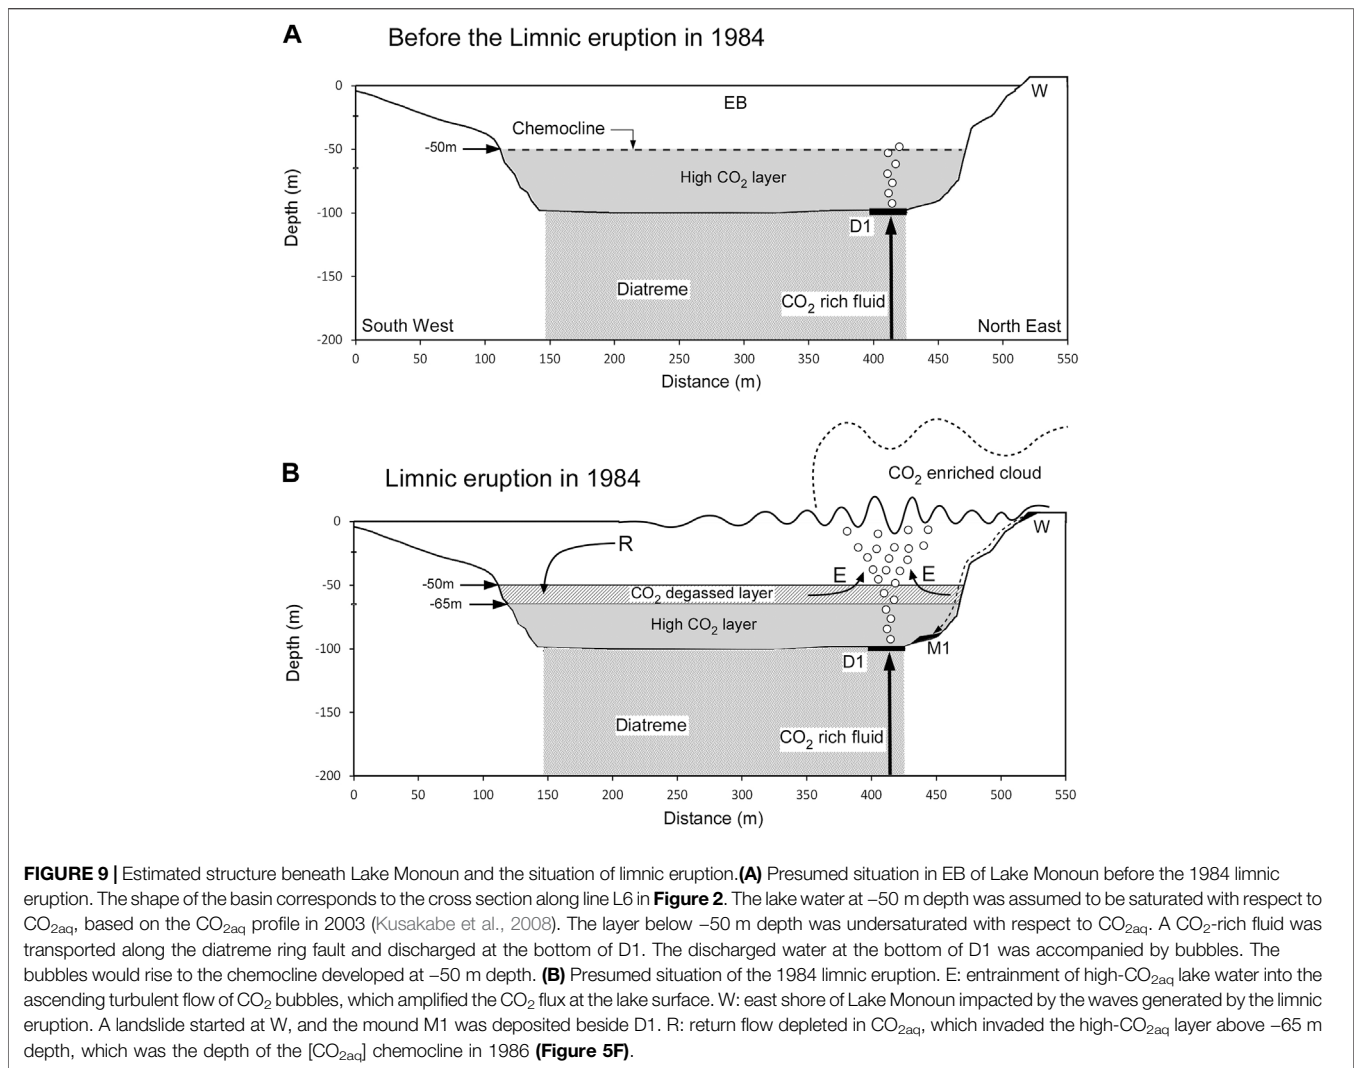 A
Before the Limnic eruption in 1984
0
EB
W
Chemocline
-50m
-50
High CO2 layer
Depth (m)
-100
D1
-150
Diatreme
CO2 rich fluid
South West
North East
-200
0 50 100 150 200 250 300 350 400 450 500 550
Distance (m)
B
Limnic eruption in 1984
CO2 enriched cloud
0
W
R
E E
-50m
-50
CO2 degassed layer
-65m
High CO2 layer
Depth (m)
-100
D1
M1
-150
Diatreme
CO2 rich fluid
-200
0 50 100 150 200 250 300 350 400 450 500 550
Distance (m)
FIGURE 9 | Estimated structure beneath Lake Monoun and the situation of limnic eruption.(A) Presumed situation in EB of Lake Monoun before the 1984 limnic
eruption. The shape of the basin corresponds to the cross section along line L6 in Figure 2. The lake water at −50 m depth was assumed to be saturated with respect to
CO2aq, based on the CO2aq profile in 2003 (Kusakabe et al., 2008). The layer below −50 m depth was undersaturated with respect to CO2aq. A CO2-rich fluid was
transported along the diatreme ring fault and discharged at the bottom of D1. The discharged water at the bottom of D1 was accompanied by bubbles. The
bubbles would rise to the chemocline developed at −50 m depth. (B) Presumed situation of the 1984 limnic eruption. E: entrainment of high-CO2aq lake water into the
ascending turbulent flow of CO2 bubbles, which amplified the CO2 flux at the lake surface. W: east shore of Lake Monoun impacted by the waves generated by the limnic
eruption. A landslide started at W, and the mound M1 was deposited beside D1. R: return flow depleted in CO2aq, which invaded the high-CO2aq layer above −65 m
depth, which was the depth of the [CO2aq] chemocline in 1986 (Figure 5F).